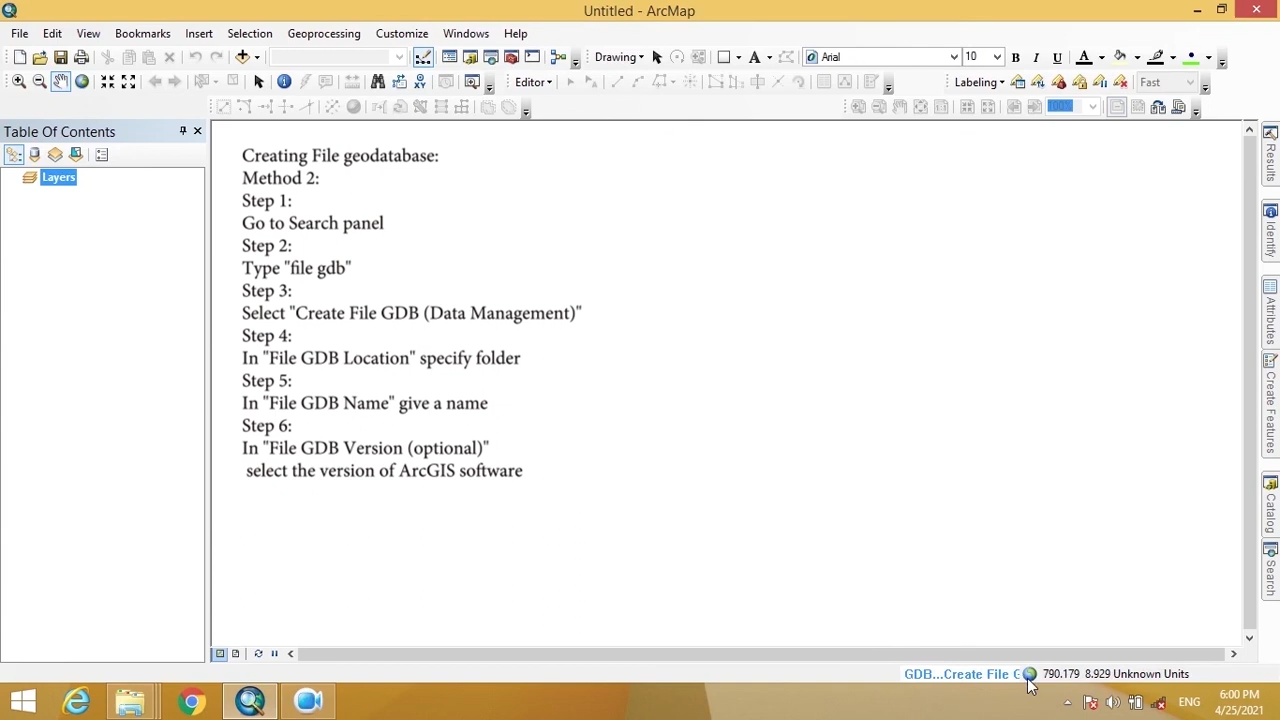 Untitled - ArcMap
File Edit View Bookmarks Insert Selection Geoprocessing Customize Windows Help
Drawing Arial 10 B I U A
Editor Labeling Fast
100%
Table Of Contents
Layers
Creating File geodatabase:
Method 2:
Step 1:
Go to Search panel
Step 2:
Type "file gdb"
Step 3:
Select "Create File GDB (Data Management)"
Step 4:
In "File GDB Location" specify folder
Step 5:
In "File GDB Name" give a name
Step 6:
In "File GDB Version (optional)"
select the version of ArcGIS software
Results
Identify
Attributes
Create Features
Catalog
Search
GDB...Create File G 790.179 8.929 Unknown Units
ENG
6:00 PM
4/25/2021